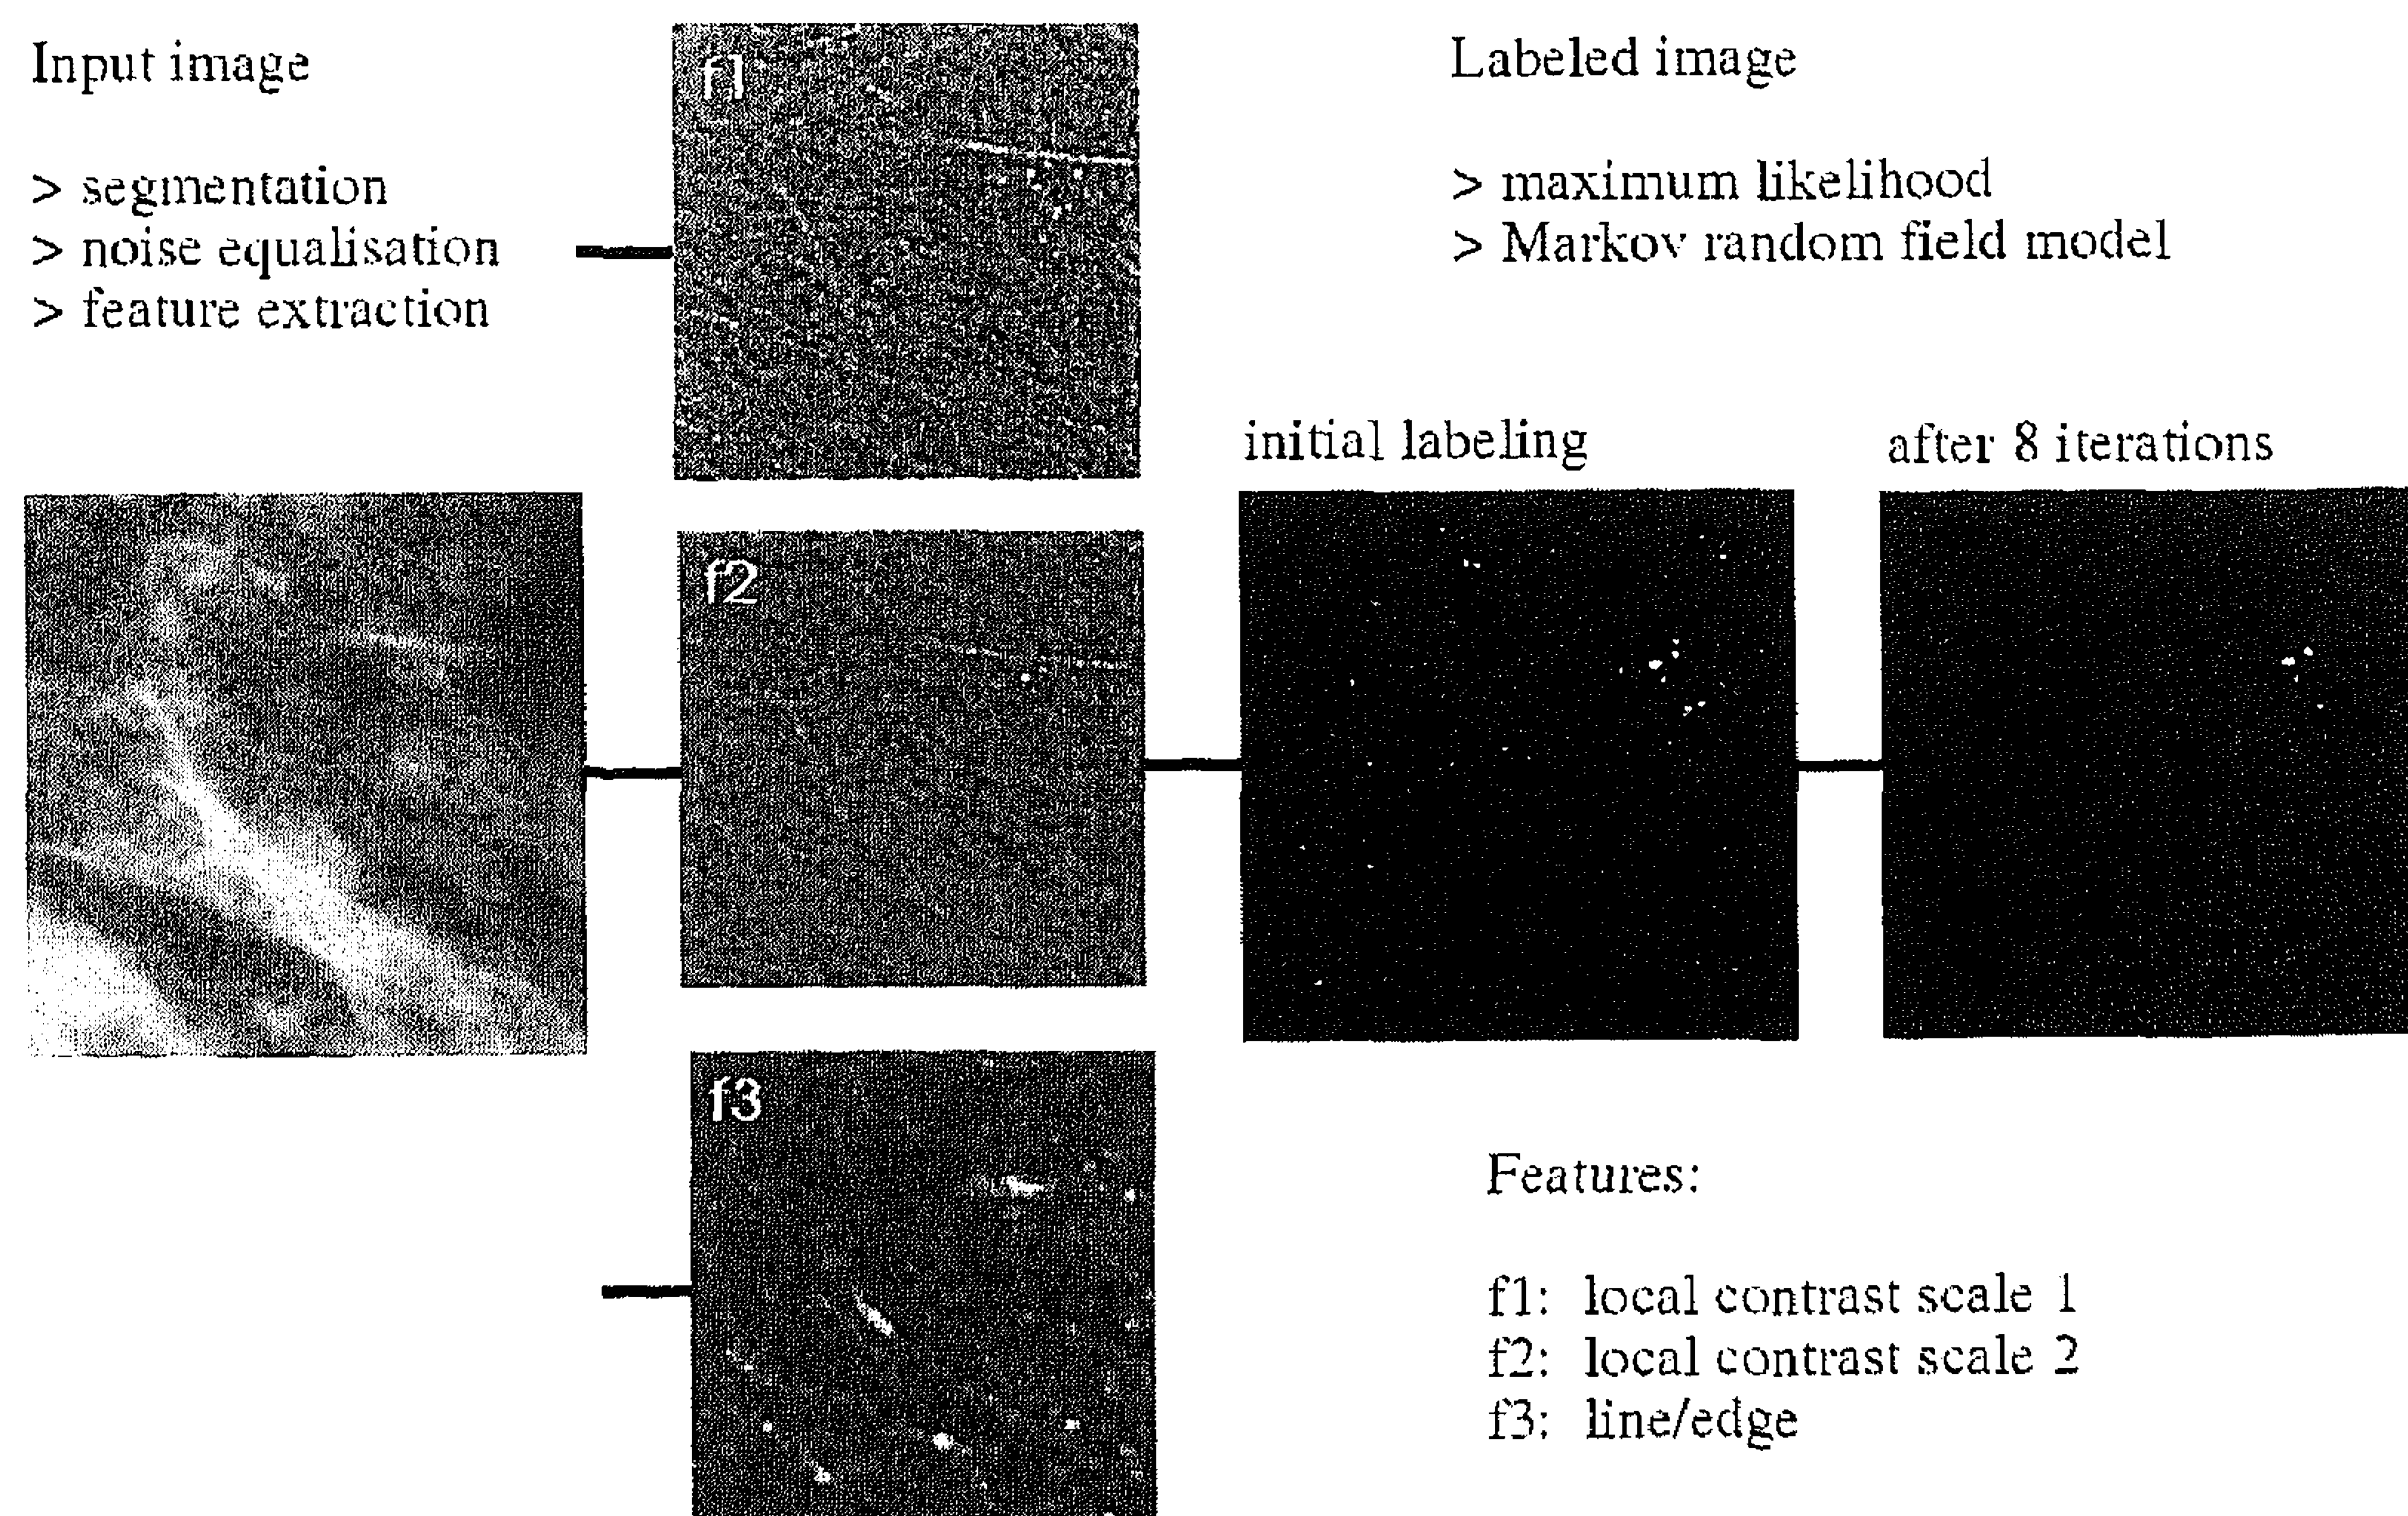 Input image
> segmentation
> noise equalisation
> feature extraction
f1
f2
f3
Labeled image
> maximum likelihood
> Markov random field model
initial labeling
after 8 iterations
Features:
f1: local contrast scale 1
f2: local contrast scale 2
f3: line/edge